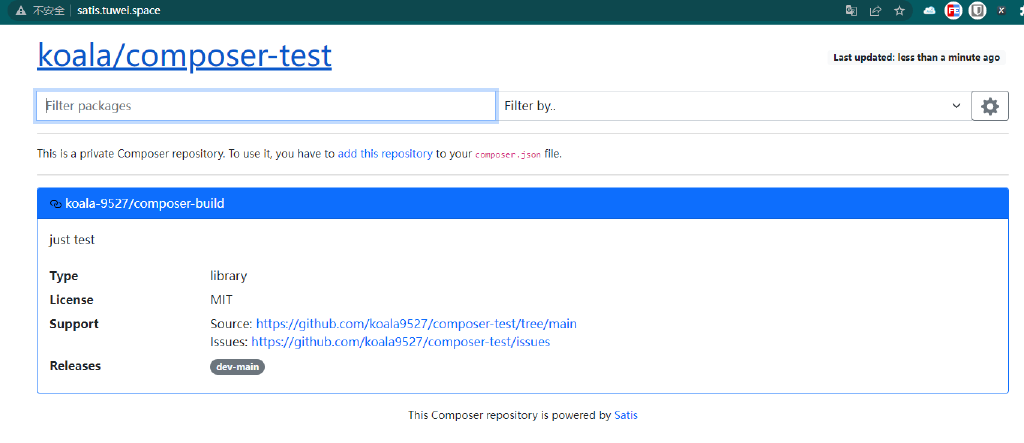 不安全 | satis.tuwei.space
koala/composer-test
Last updated: less than a minute ago
Filter packages
Filter by..
This is a private Composer repository. To use it, you have to add this repository to your composer.json file.
koala-9527/composer-build
just test
Type library
License MIT
Support Source: https://github.com/koala9527/composer-test/tree/main
Issues: https://github.com/koala9527/composer-test/issues
Releases dev-main
This Composer repository is powered by Satis